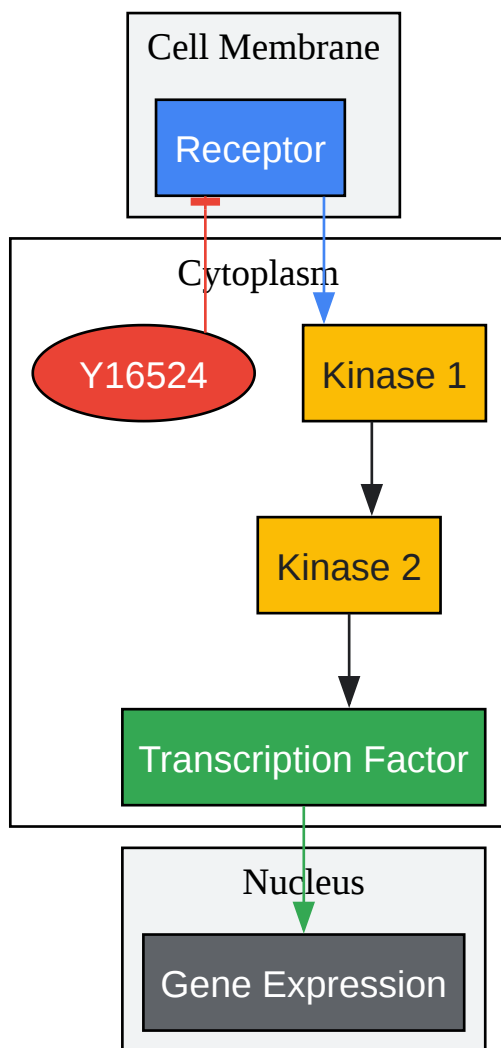 Cell Membrane
Receptor
Cytoplasm
Y16524
Kinase 1
Kinase 2
Transcription Factor
Nucleus
Gene Expression